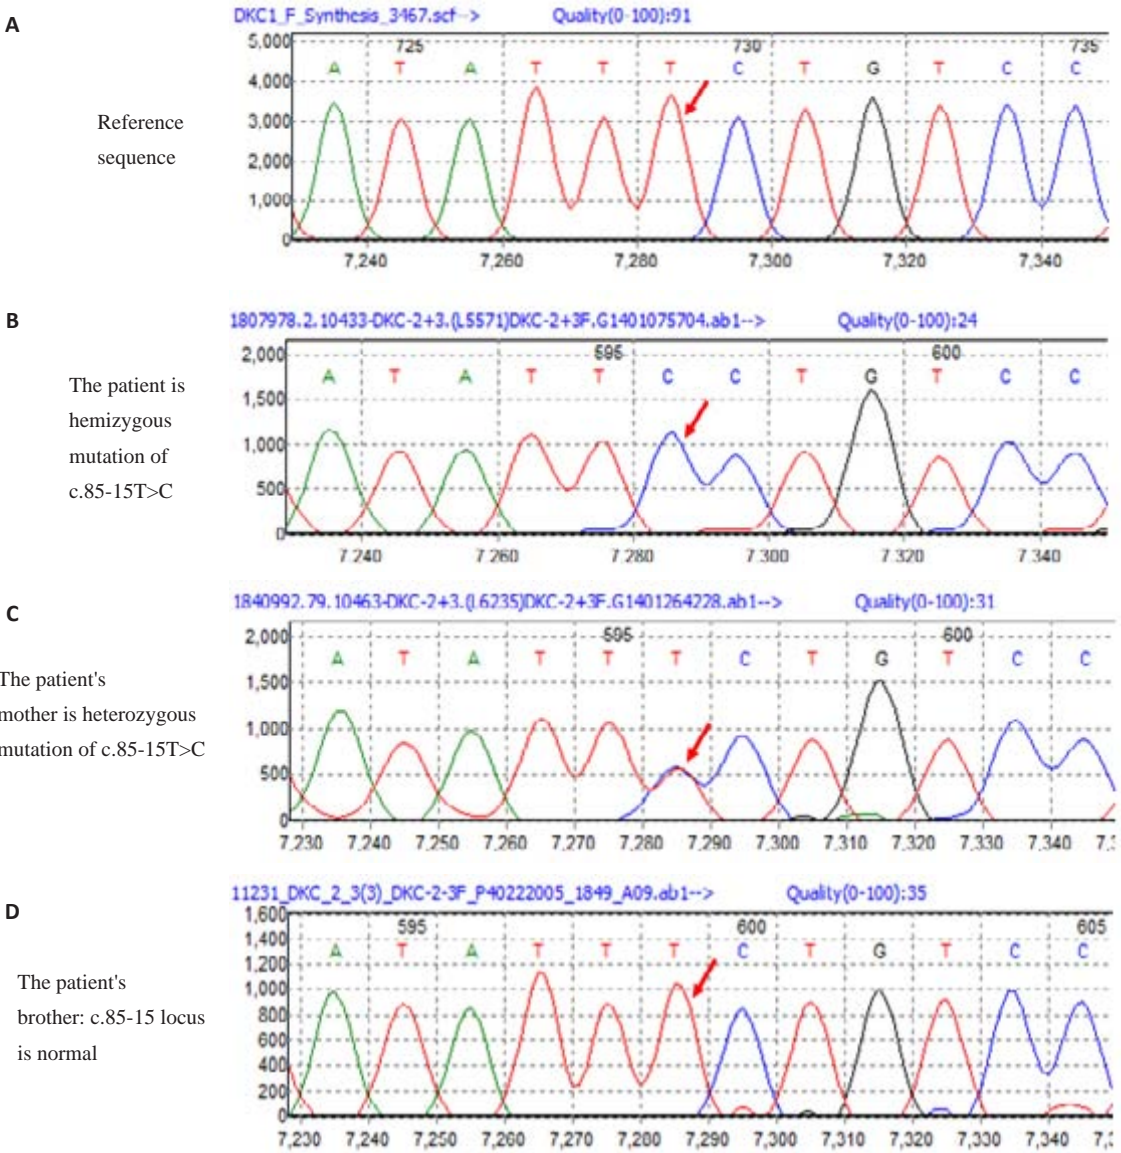 A
DKC1_F_Synthesis_3467.scf--> Quality(0-100):91
725 730 735
A T A T T T C T G T C C
Reference
sequence
5,000
4,000
3,000
2,000
1,000
0
7,240 7,260 7,280 7,300 7,320 7,340
B
1807978.2.10433-DKC-2+3.(L5571)DKC-2+3F.G1401075704.ab1--> Quality(0-100):24
595 600
A T A T T C C T G T C C
The patient is
hemizygous
mutation of
c.85-15T>C
2,000
1,500
1,000
500
0
7.240 7.260 7.280 7.300 7.320 7.340
C
1840992.79.10463-DKC-2+3.(L6235)DKC-2+3F.G1401264228.ab1--> Quality(0-100):31
595 600
A T A T T T C T G T C C
The patient's
mother is heterozygous
mutation of c.85-15T>C
2,000
1,500
1,000
500
0
7,230 7,240 7,250 7,260 7,270 7,280 7,290 7,300 7,310 7,320 7,330 7,340
D
11231_DKC_2_3(3)_DKC-2-3F_P40222005_1849_A09.ab1--> Quality(0-100):35
595 600 605
A T A T T T C T G T C C
The patient's
brother: c.85-15 locus
is normal
1,600
1,400
1,200
1,000
800
600
400
200
0
7,230 7,240 7,250 7,260 7,270 7,280 7,290 7,300 7,310 7,320 7,330 7,340